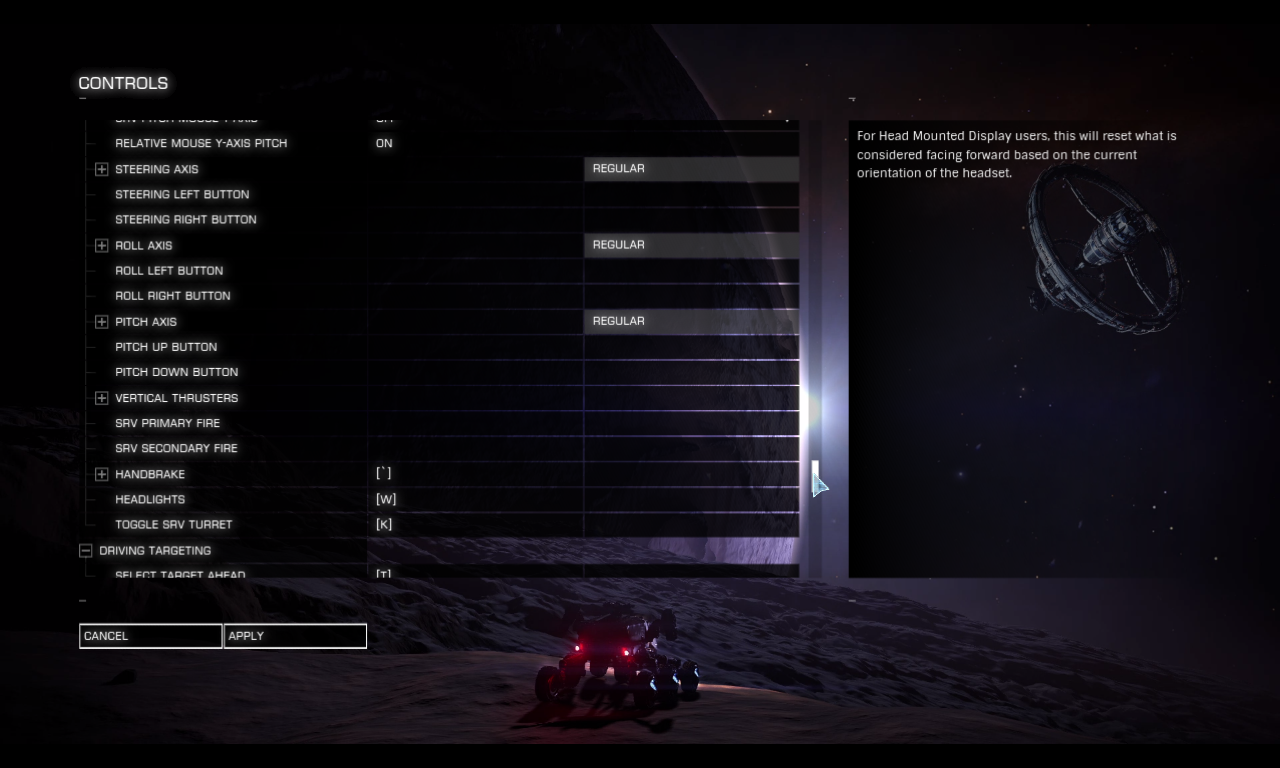 CONTROLS
RELATIVE MOUSE Y-AXIS PITCH ON
STEERING AXIS REGULAR
STEERING LEFT BUTTON
STEERING RIGHT BUTTON
ROLL AXIS REGULAR
ROLL LEFT BUTTON
ROLL RIGHT BUTTON
PITCH AXIS REGULAR
PITCH UP BUTTON
PITCH DOWN BUTTON
VERTICAL THRUSTERS
SRV PRIMARY FIRE
SRV SECONDARY FIRE
HANDBRAKE [`]
HEADLIGHTS [W]
TOGGLE SRV TURRET [K]
DRIVING TARGETING
SELECT TARGET AHEAD [T]
CANCEL
APPLY
For Head Mounted Display users, this will reset what is
considered facing forward based on the current
orientation of the headset.